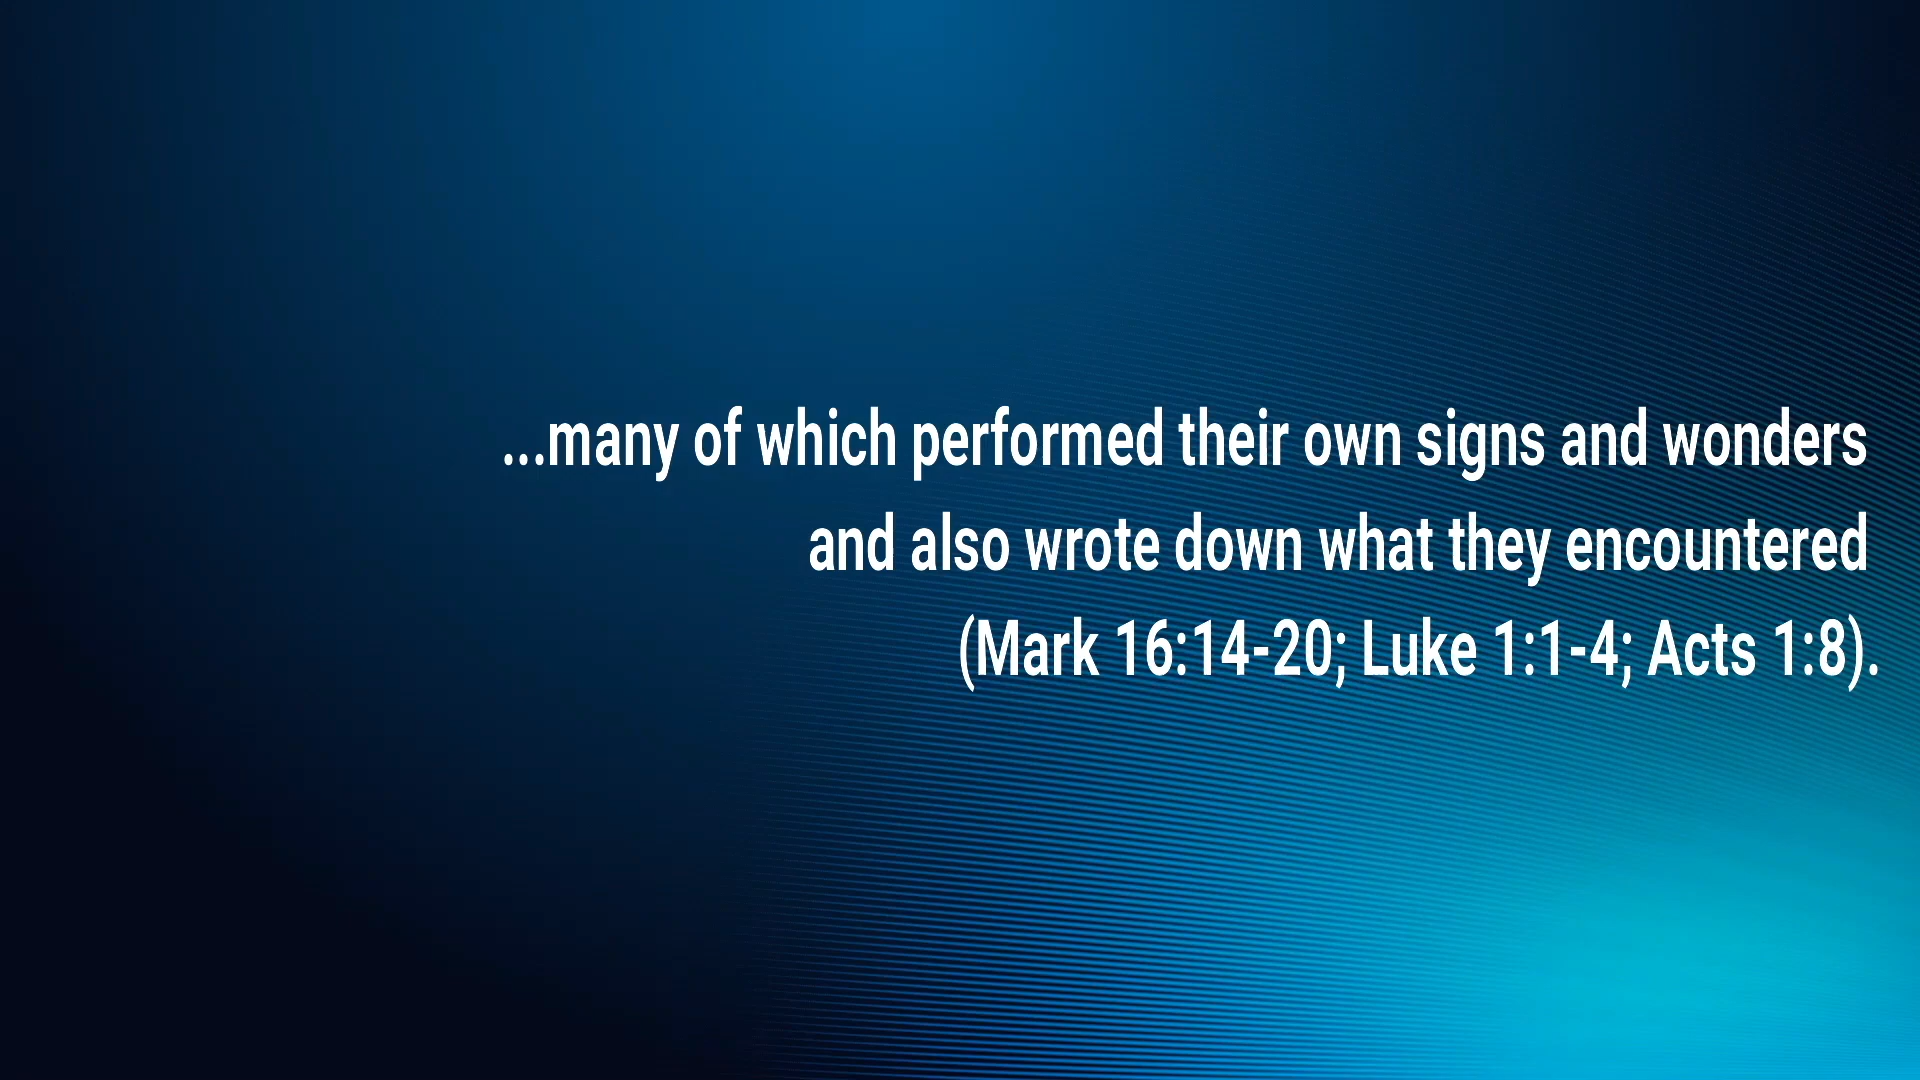 ...many of which performed their own signs and wonders
and also wrote down what they encountered
(Mark 16:14-20; Luke 1:1-4; Acts 1:8).